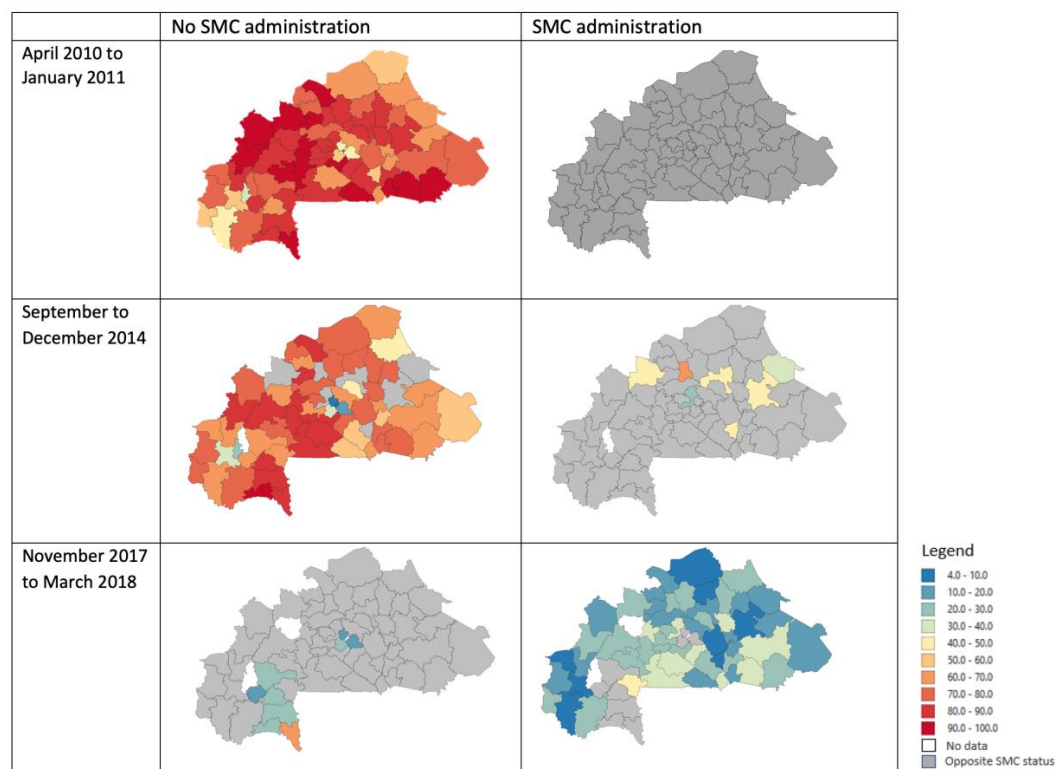 No SMC administration
SMC administration
April 2010 to
January 2011
September to
December 2014
November 2017
to March 2018
Legend
4.0 - 10.0
10.0 - 20.0
20.0 - 30.0
30.0 - 40.0
40.0 - 50.0
50.0 - 60.0
60.0 - 70.0
70.0 - 80.0
80.0 - 90.0
90.0 - 100.0
No data
Opposite SMC status